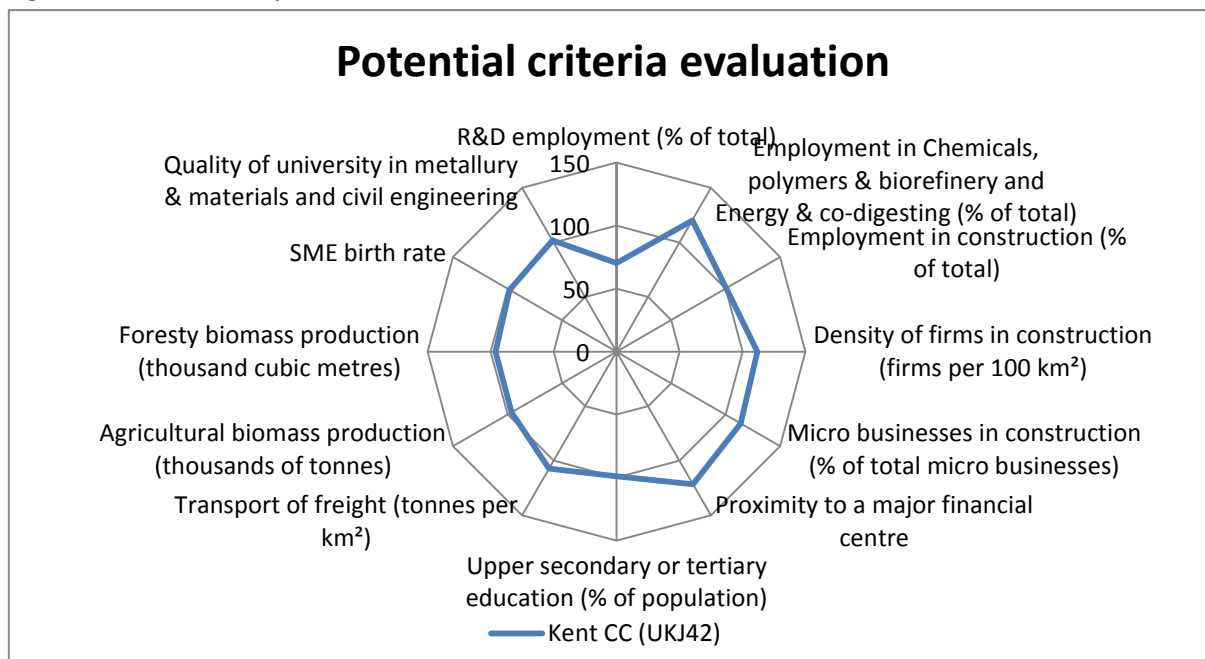 Potential criteria evaluation
R&D employment (% of total)
Employment in Chemicals,
polymers & biorefinery and
Energy & co-digesting (% of total)
Employment in construction (%
of total)
Density of firms in construction
(firms per 100 km²)
Micro businesses in construction
(% of total micro businesses)
Proximity to a major financial
centre
Upper secondary or tertiary
education (% of population)
Transport of freight (tonnes per
km²)
Agricultural biomass production
(thousands of tonnes)
Foresty biomass production
(thousand cubic metres)
SME birth rate
Quality of university in metallury
& materials and civil engineering
150
100
50
0
Kent CC (UKJ42)